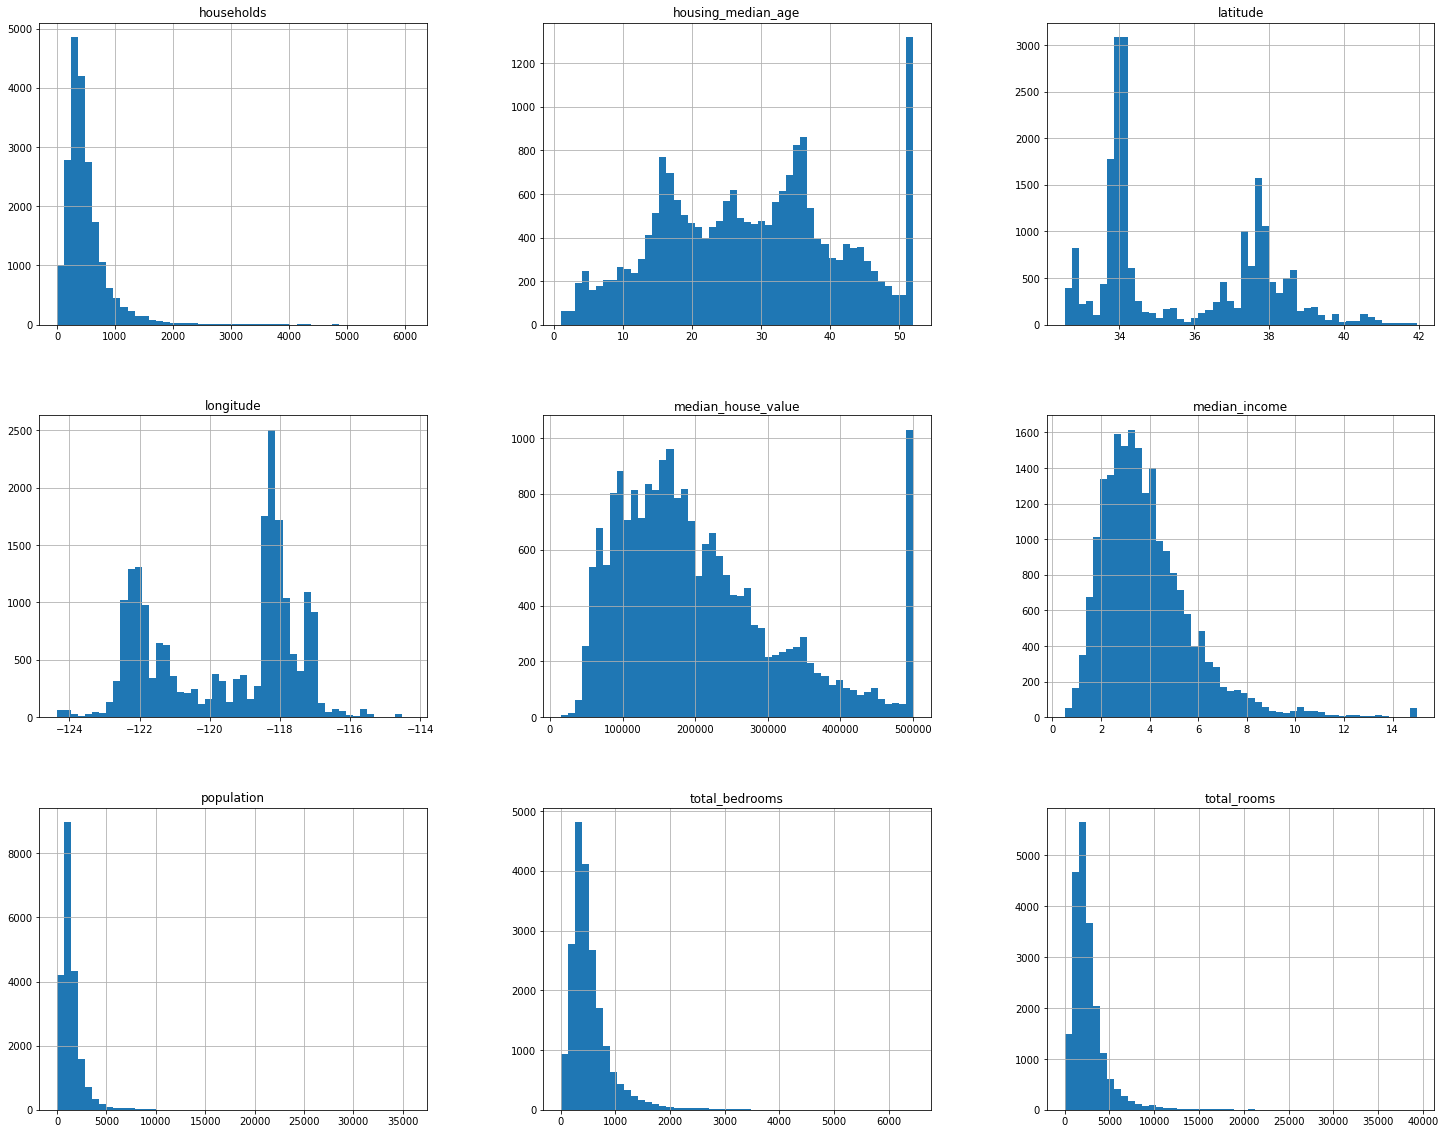 households housing_median_age latitude
5000 4000 3000 2000 1000 0
0 1000 2000 3000 4000 5000 6000
1200 1000 800 600 400 200 0
0 10 20 30 40 50
3000 2500 2000 1500 1000 500 0
34 36 38 40 42
longitude median_house_value median_income
2500 2000 1500 1000 500 0
−124 −122 −120 −118 −116 −114
1000 800 600 400 200 0
0 100000 200000 300000 400000 500000
1600 1400 1200 1000 800 600 400 200 0
0 2 4 6 8 10 12 14
population total_bedrooms total_rooms
8000 6000 4000 2000 0
0 5000 10000 15000 20000 25000 30000 35000
5000 4000 3000 2000 1000 0
0 1000 2000 3000 4000 5000 6000
5000 4000 3000 2000 1000 0
0 5000 10000 15000 20000 25000 30000 35000 40000